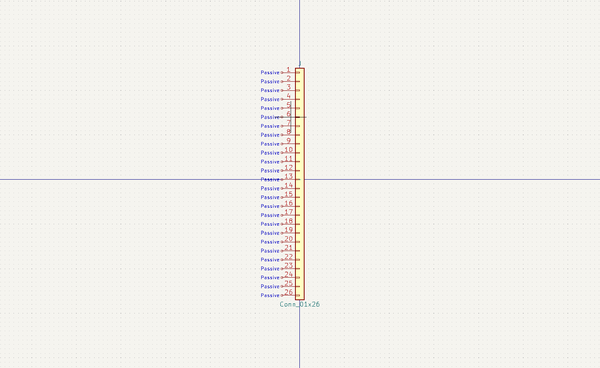 J
Passive 1
Passive 2
Passive 3
Passive 4
Passive 5
Passive 6
Passive 7
Passive 8
Passive 9
Passive 10
Passive 11
Passive 12
Passive 13
Passive 14
Passive 15
Passive 16
Passive 17
Passive 18
Passive 19
Passive 20
Passive 21
Passive 22
Passive 23
Passive 24
Passive 25
Passive 26
Conn_01x26